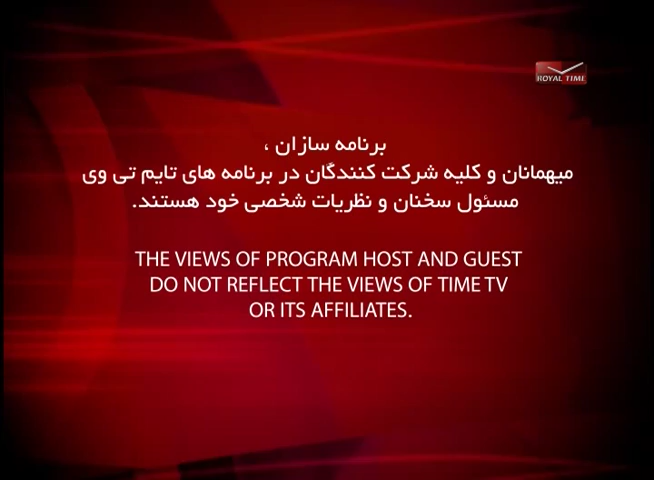 ROYAL TIME
برنامه سازان ،
میهمانان و کلیه شرکت کنندگان در برنامه های تایم تی وی
مسئول سخنان و نظریات شخصی خود هستند.
THE VIEWS OF PROGRAM HOST AND GUEST
DO NOT REFLECT THE VIEWS OF TIME TV
OR ITS AFFILIATES.